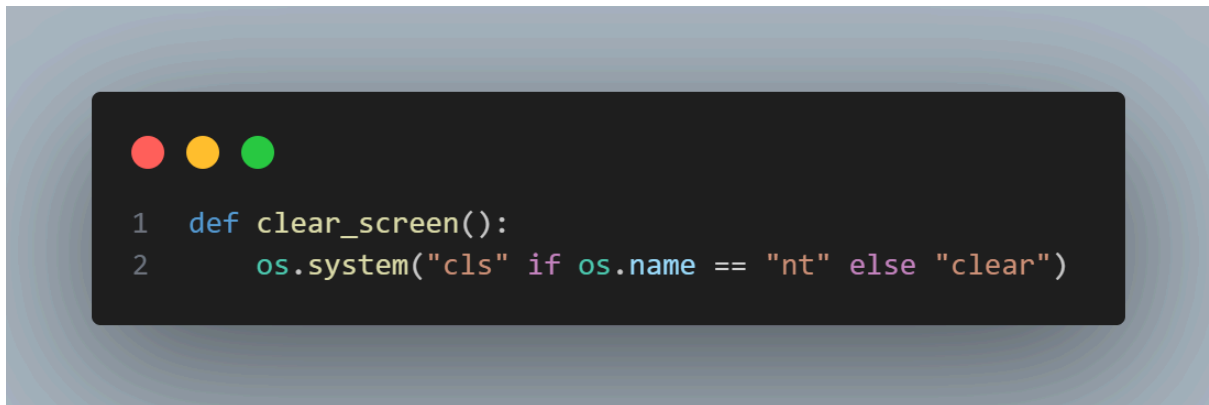 1 def clear_screen():
2     os.system("cls" if os.name == "nt" else "clear")